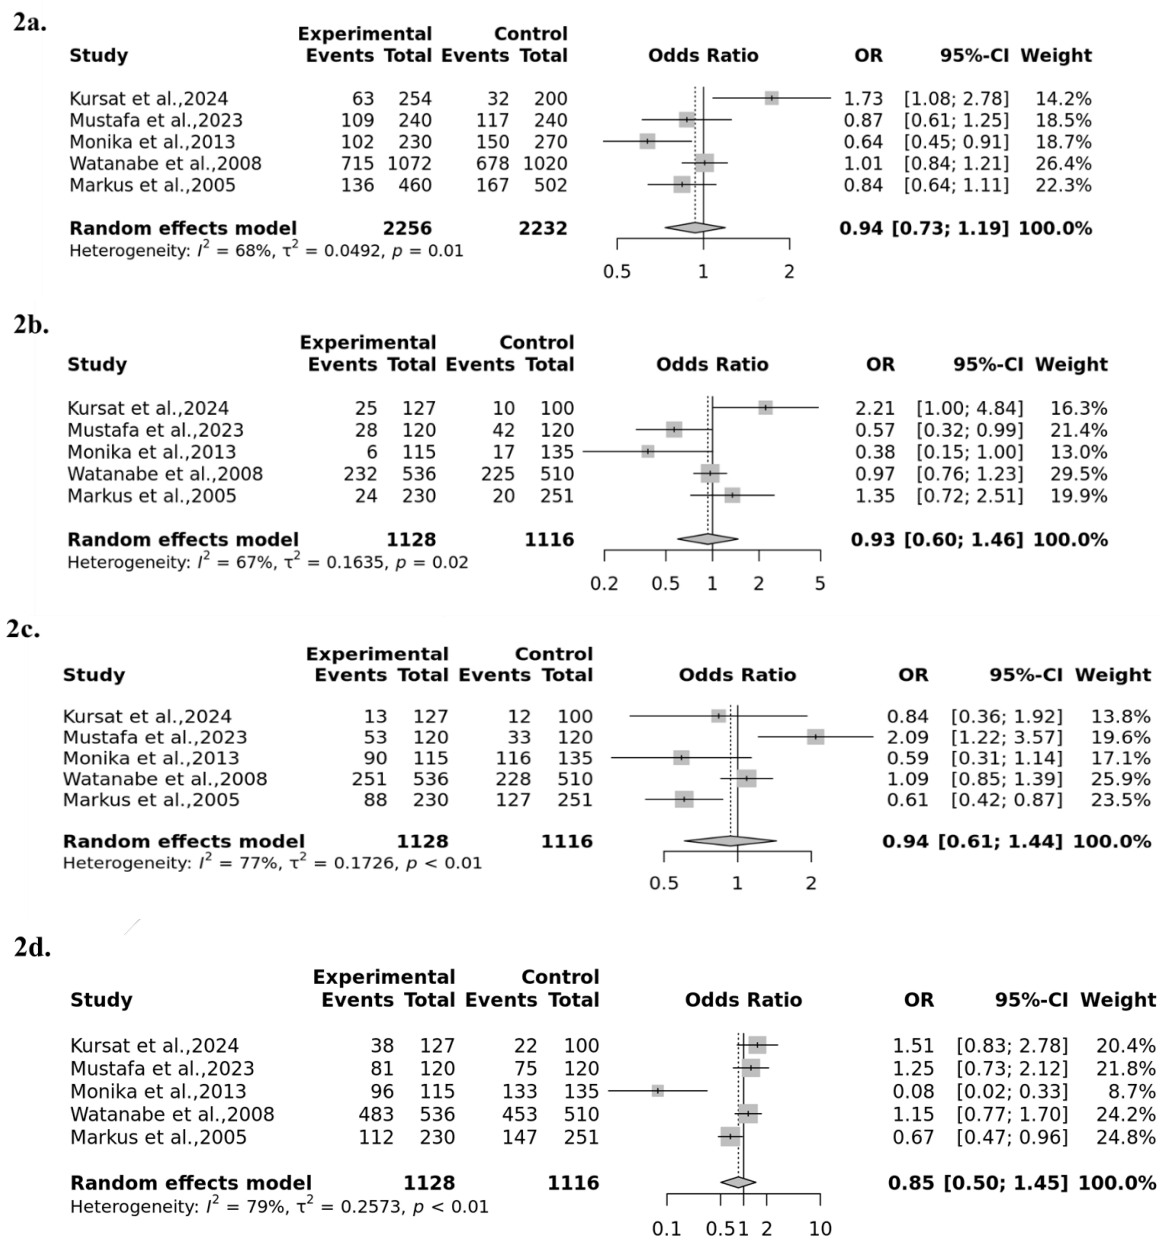 2a.
Experimental Control
Study Events Total Events Total Odds Ratio OR 95%-CI Weight
Kursat et al.,2024 63 254 32 200 1.73 [1.08; 2.78] 14.2%
Mustafa et al.,2023 109 240 117 240 0.87 [0.61; 1.25] 18.5%
Monika et al.,2013 102 230 150 270 0.64 [0.45; 0.91] 18.7%
Watanabe et al.,2008 715 1072 678 1020 1.01 [0.84; 1.21] 26.4%
Markus et al.,2005 136 460 167 502 0.84 [0.64; 1.11] 22.3%
Random effects model 2256 2232 0.94 [0.73; 1.19] 100.0%
Heterogeneity: I² = 68%, τ² = 0.0492, p = 0.01
0.5 1 2
2b.
Experimental Control
Study Events Total Events Total Odds Ratio OR 95%-CI Weight
Kursat et al.,2024 25 127 10 100 2.21 [1.00; 4.84] 16.3%
Mustafa et al.,2023 28 120 42 120 0.57 [0.32; 0.99] 21.4%
Monika et al.,2013 6 115 17 135 0.38 [0.15; 1.00] 13.0%
Watanabe et al.,2008 232 536 225 510 0.97 [0.76; 1.23] 29.5%
Markus et al.,2005 24 230 20 251 1.35 [0.72; 2.51] 19.9%
Random effects model 1128 1116 0.93 [0.60; 1.46] 100.0%
Heterogeneity: I² = 67%, τ² = 0.1635, p = 0.02
0.2 0.5 1 2 5
2c.
Experimental Control
Study Events Total Events Total Odds Ratio OR 95%-CI Weight
Kursat et al.,2024 13 127 12 100 0.84 [0.36; 1.92] 13.8%
Mustafa et al.,2023 53 120 33 120 2.09 [1.22; 3.57] 19.6%
Monika et al.,2013 90 115 116 135 0.59 [0.31; 1.14] 17.1%
Watanabe et al.,2008 251 536 228 510 1.09 [0.85; 1.39] 25.9%
Markus et al.,2005 88 230 127 251 0.61 [0.42; 0.87] 23.5%
Random effects model 1128 1116 0.94 [0.61; 1.44] 100.0%
Heterogeneity: I² = 77%, τ² = 0.1726, p < 0.01
0.5 1 2
2d.
Experimental Control
Study Events Total Events Total Odds Ratio OR 95%-CI Weight
Kursat et al.,2024 38 127 22 100 1.51 [0.83; 2.78] 20.4%
Mustafa et al.,2023 81 120 75 120 1.25 [0.73; 2.12] 21.8%
Monika et al.,2013 96 115 133 135 0.08 [0.02; 0.33] 8.7%
Watanabe et al.,2008 483 536 453 510 1.15 [0.77; 1.70] 24.2%
Markus et al.,2005 112 230 147 251 0.67 [0.47; 0.96] 24.8%
Random effects model 1128 1116 0.85 [0.50; 1.45] 100.0%
Heterogeneity: I² = 79%, τ² = 0.2573, p < 0.01
0.1 0.5 1 2 10